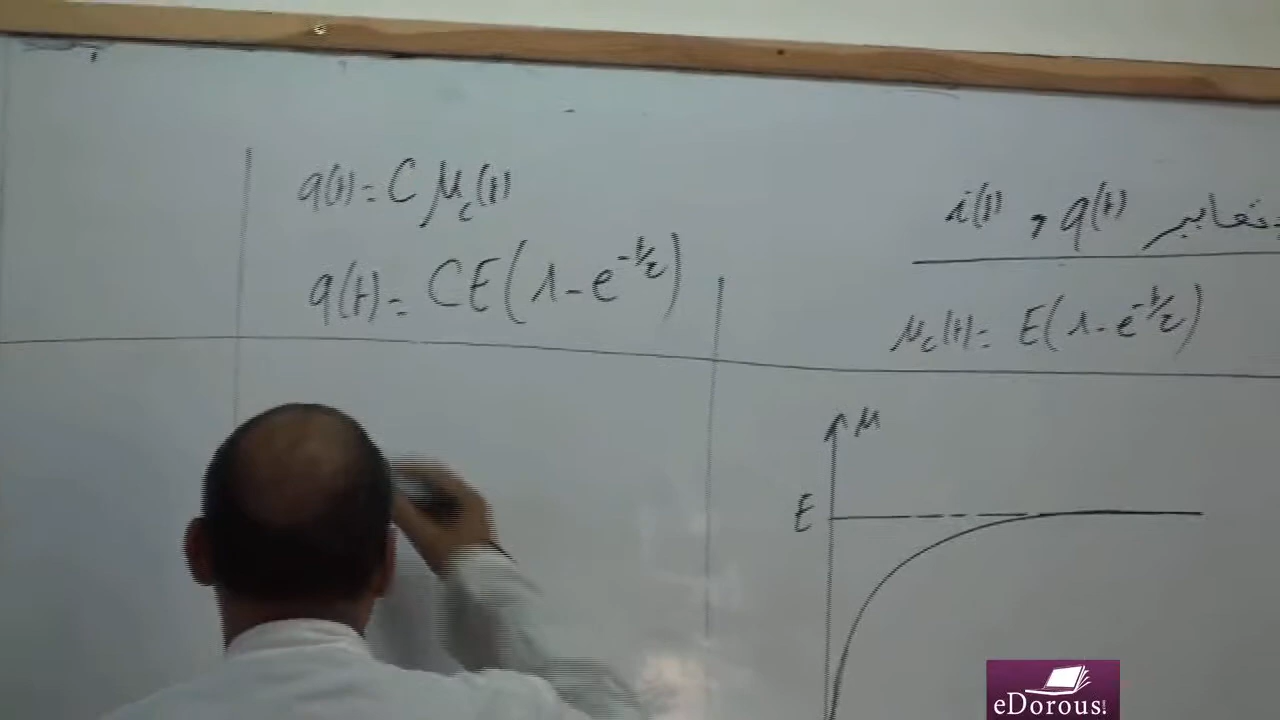 تعابير q(t) و i(t)
u_c(t) = E(1 - e^{-t/τ})
q(t) = C u_c(t)
q(t) = CE(1 - e^{-t/τ})
u
E
eDorous!